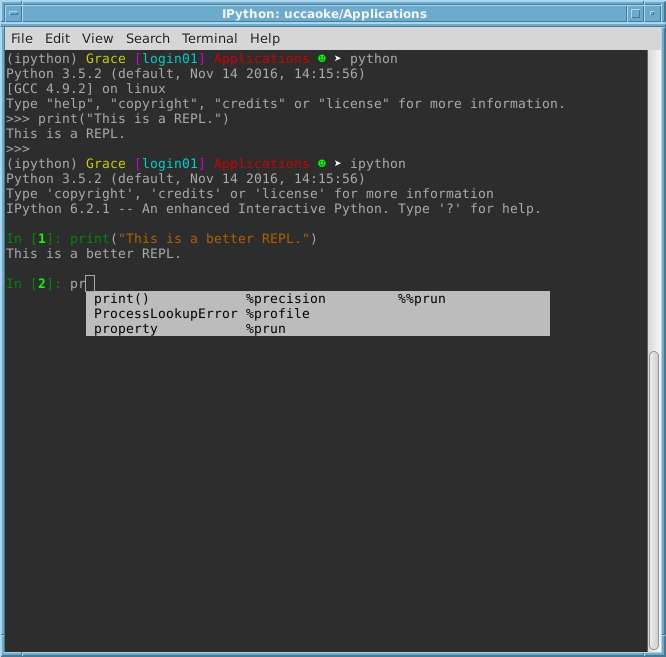 IPython: uccaoke/Applications
File Edit View Search Terminal Help
(ipython) Grace [login01] Applications ☻ ➤ python
Python 3.5.2 (default, Nov 14 2016, 14:15:56)
[GCC 4.9.2] on linux
Type "help", "copyright", "credits" or "license" for more information.
>>> print("This is a REPL.")
This is a REPL.
>>>
(ipython) Grace [login01] Applications ☻ ➤ ipython
Python 3.5.2 (default, Nov 14 2016, 14:15:56)
Type 'copyright', 'credits' or 'license' for more information
IPython 6.2.1 -- An enhanced Interactive Python. Type '?' for help.
In [1]: print("This is a better REPL.")
This is a better REPL.
In [2]: pr
print() %precision %%prun
ProcessLookupError %profile
property %prun